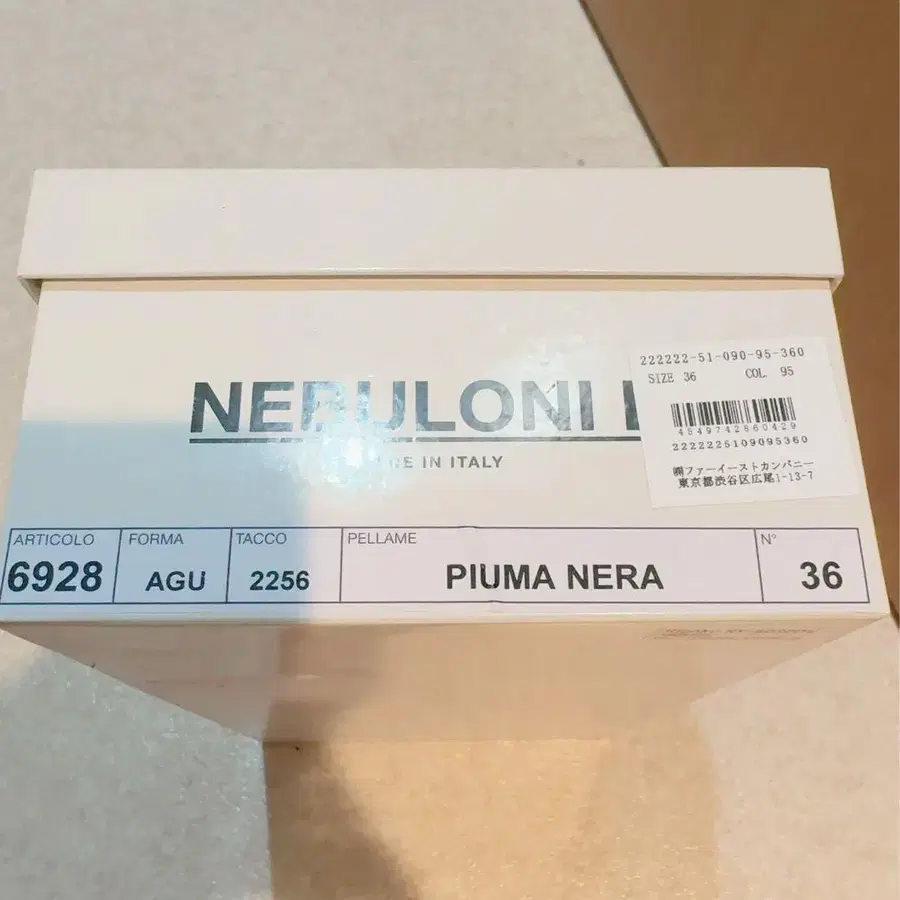 NEBULONI
MADE IN ITALY
222222-51-090-95-360
SIZE 36 COL. 95
4549742860429
2222225109095360
㈱ファーイーストカンパニー
東京都渋谷区広尾1-13-7
ARTICOLO FORMA TACCO PELLAME N°
6928 AGU 2256 PIUMA NERA 36